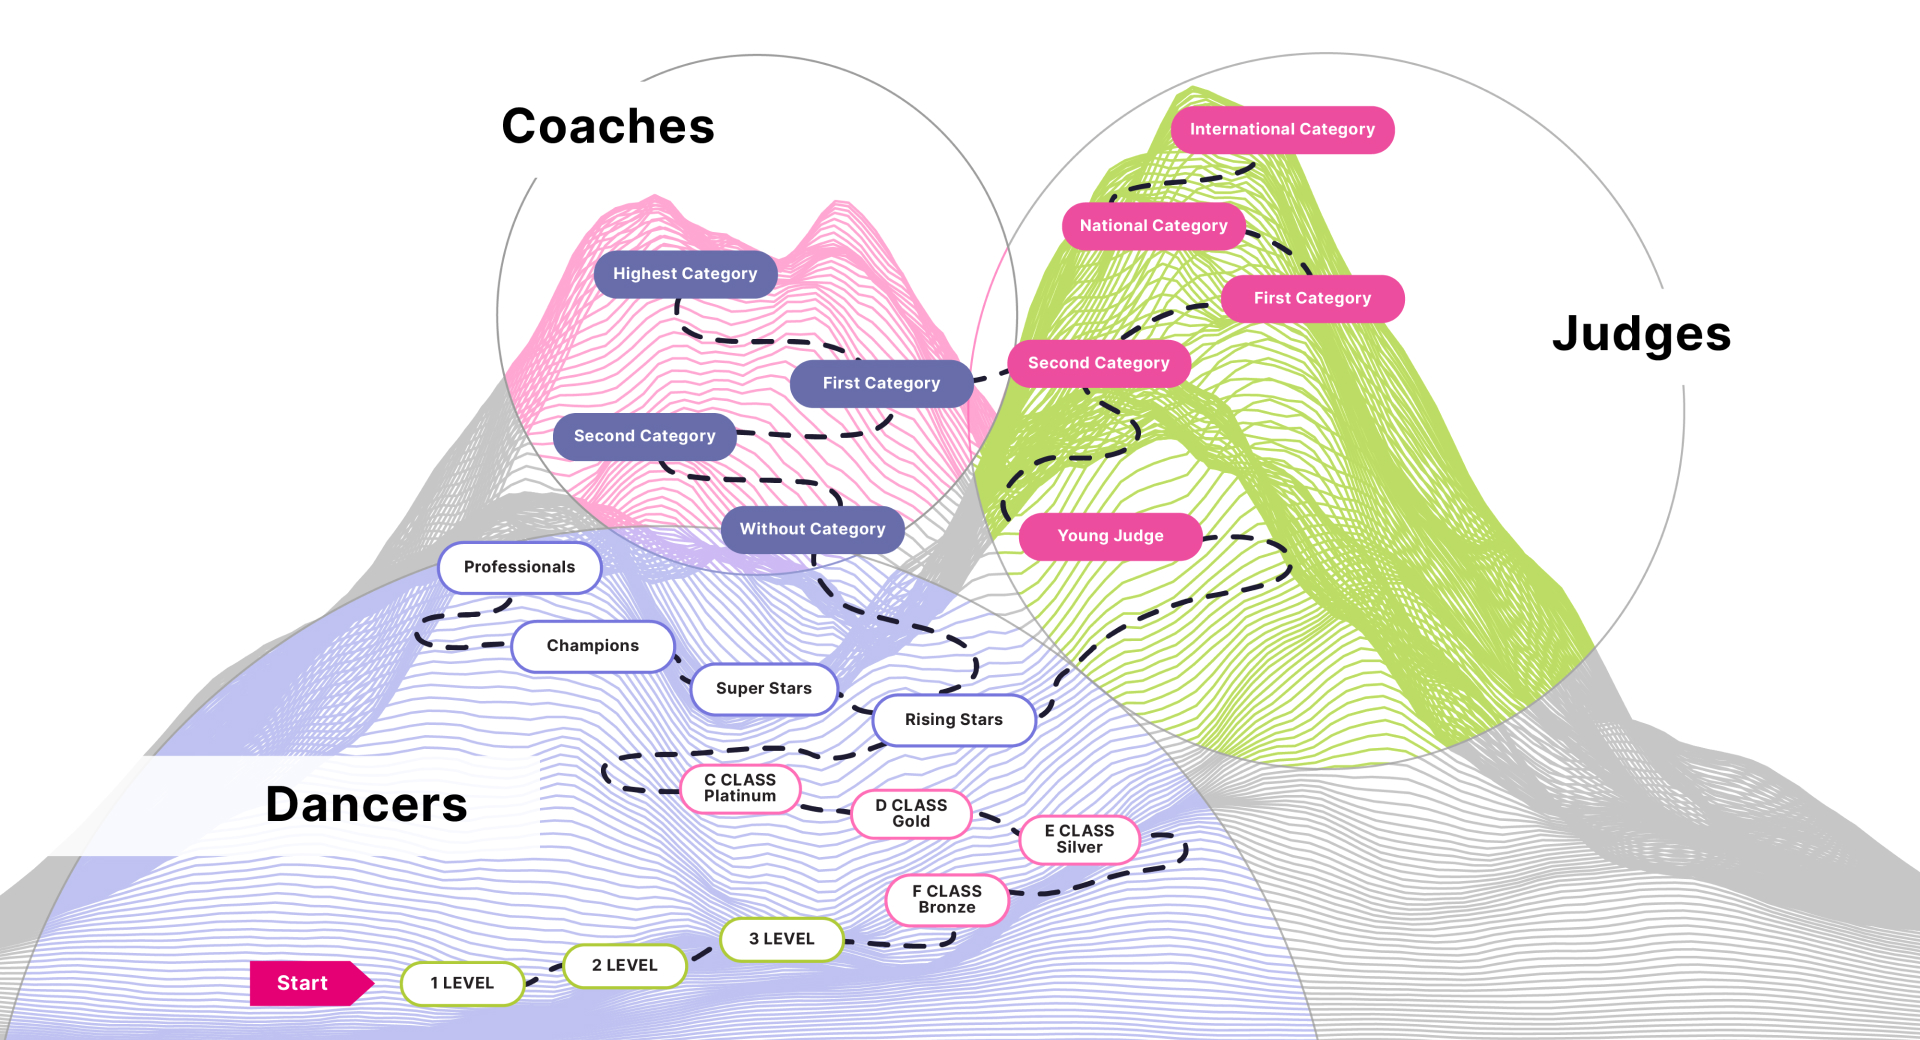 Coaches
Highest Category
First Category
Second Category
Without Category
Judges
International Category
National Category
First Category
Second Category
Young Judge
Dancers
Professionals
Champions
Super Stars
Rising Stars
C CLASS
Platinum
D CLASS
Gold
E CLASS
Silver
F CLASS
Bronze
3 LEVEL
2 LEVEL
1 LEVEL
Start